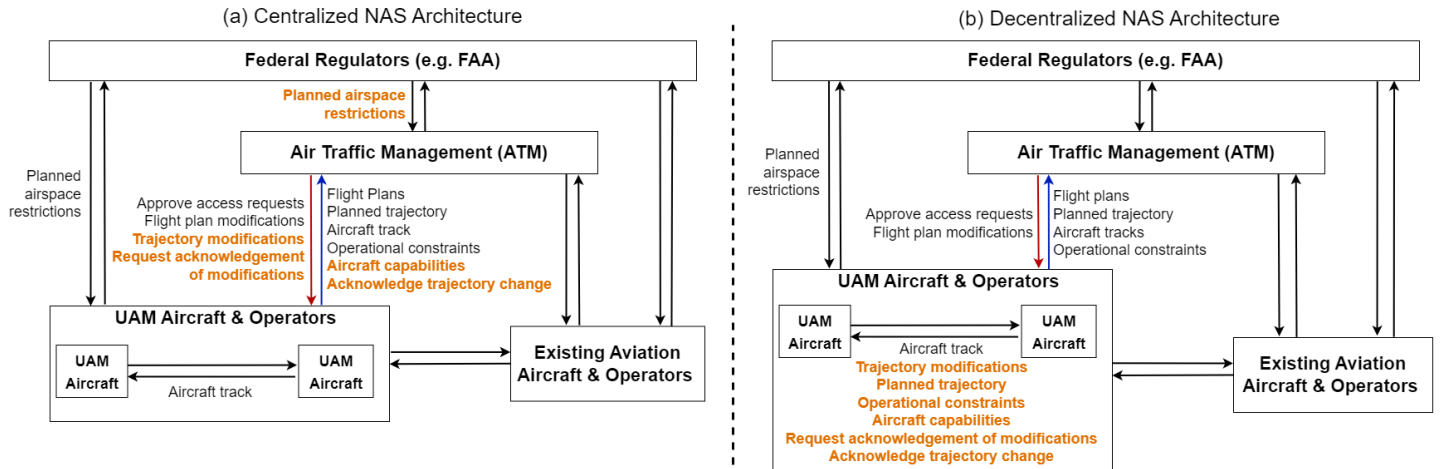 (a) Centralized NAS Architecture
Federal Regulators (e.g. FAA)
Planned airspace
restrictions
Air Traffic Management (ATM)
Planned
airspace
restrictions
Approve access requests
Flight plan modifications
Trajectory modifications
Request acknowledgement
of modifications
Flight Plans
Planned trajectory
Aircraft track
Operational constraints
Aircraft capabilities
Acknowledge trajectory change
UAM Aircraft & Operators
UAM
Aircraft
UAM
Aircraft
Aircraft track
Existing Aviation
Aircraft & Operators
(b) Decentralized NAS Architecture
Federal Regulators (e.g. FAA)
Air Traffic Management (ATM)
Planned
airspace
restrictions
Approve access requests
Flight plan modifications
Flight plans
Planned trajectory
Aircraft tracks
Operational constraints
UAM Aircraft & Operators
UAM
Aircraft
UAM
Aircraft
Aircraft track
Trajectory modifications
Planned trajectory
Operational constraints
Aircraft capabilities
Request acknowledgement of modifications
Acknowledge trajectory change
Existing Aviation
Aircraft & Operators